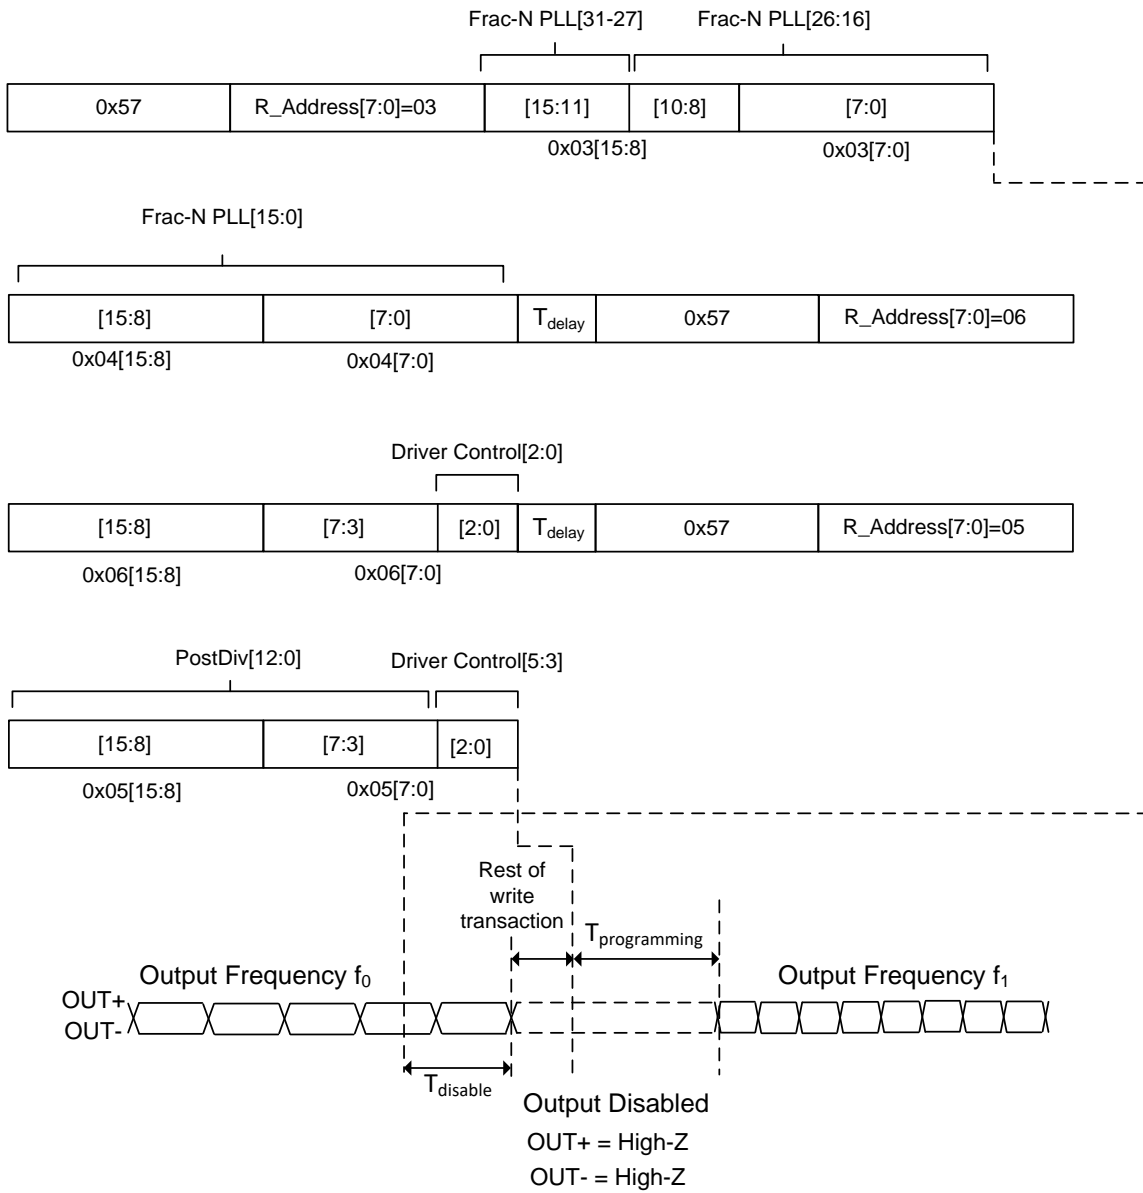 Frac-N PLL[31-27]
Frac-N PLL[26:16]
0x57
R_Address[7:0]=03
[15:11]
[10:8]
[7:0]
0x03[15:8]
0x03[7:0]
Frac-N PLL[15:0]
[15:8]
[7:0]
Tdelay
0x57
R_Address[7:0]=06
0x04[15:8]
0x04[7:0]
Driver Control[2:0]
[15:8]
[7:3]
[2:0]
Tdelay
0x57
R_Address[7:0]=05
0x06[15:8]
0x06[7:0]
PostDiv[12:0]
Driver Control[5:3]
[15:8]
[7:3]
[2:0]
0x05[15:8]
0x05[7:0]
Rest of
write
transaction
Tprogramming
Output Frequency f0
Output Frequency f1
OUT+
OUT-
Tdisable
Output Disabled
OUT+ = High-Z
OUT- = High-Z